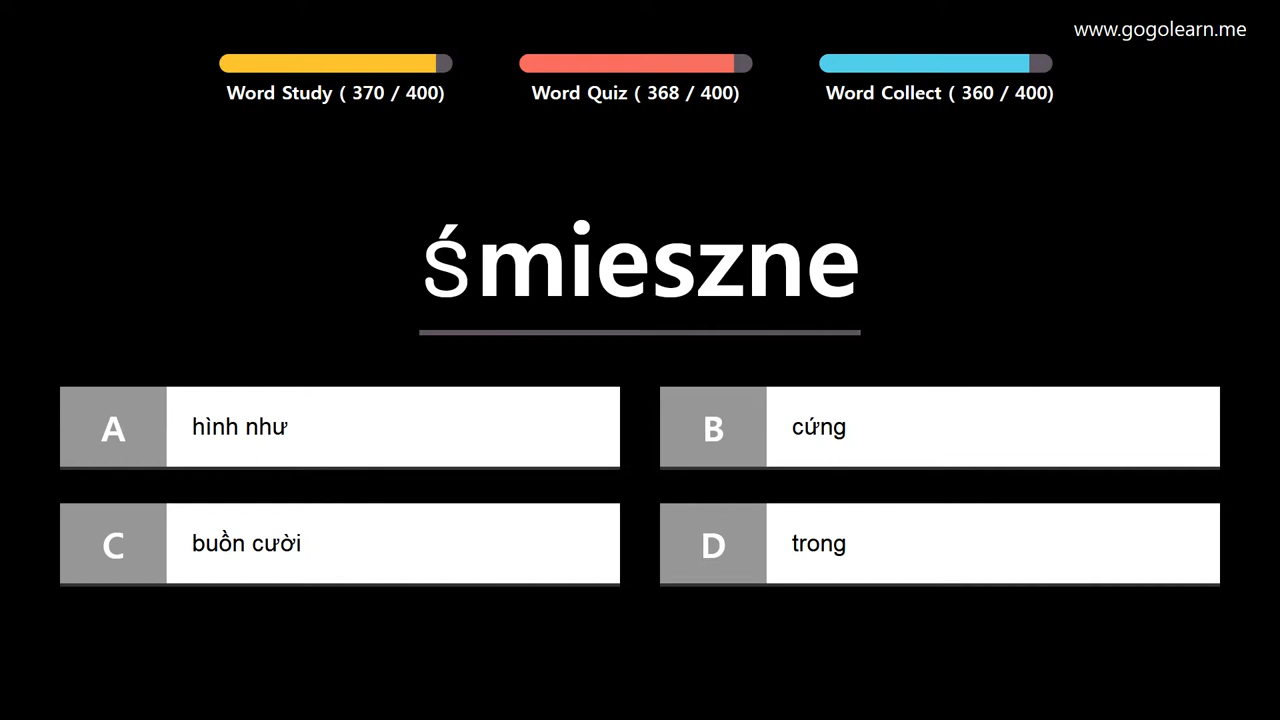 www.gogolearn.me
Word Study ( 370 / 400)
Word Quiz ( 368 / 400)
Word Collect ( 360 / 400)
śmieszne
A hình như
B cứng
C buồn cười
D trong